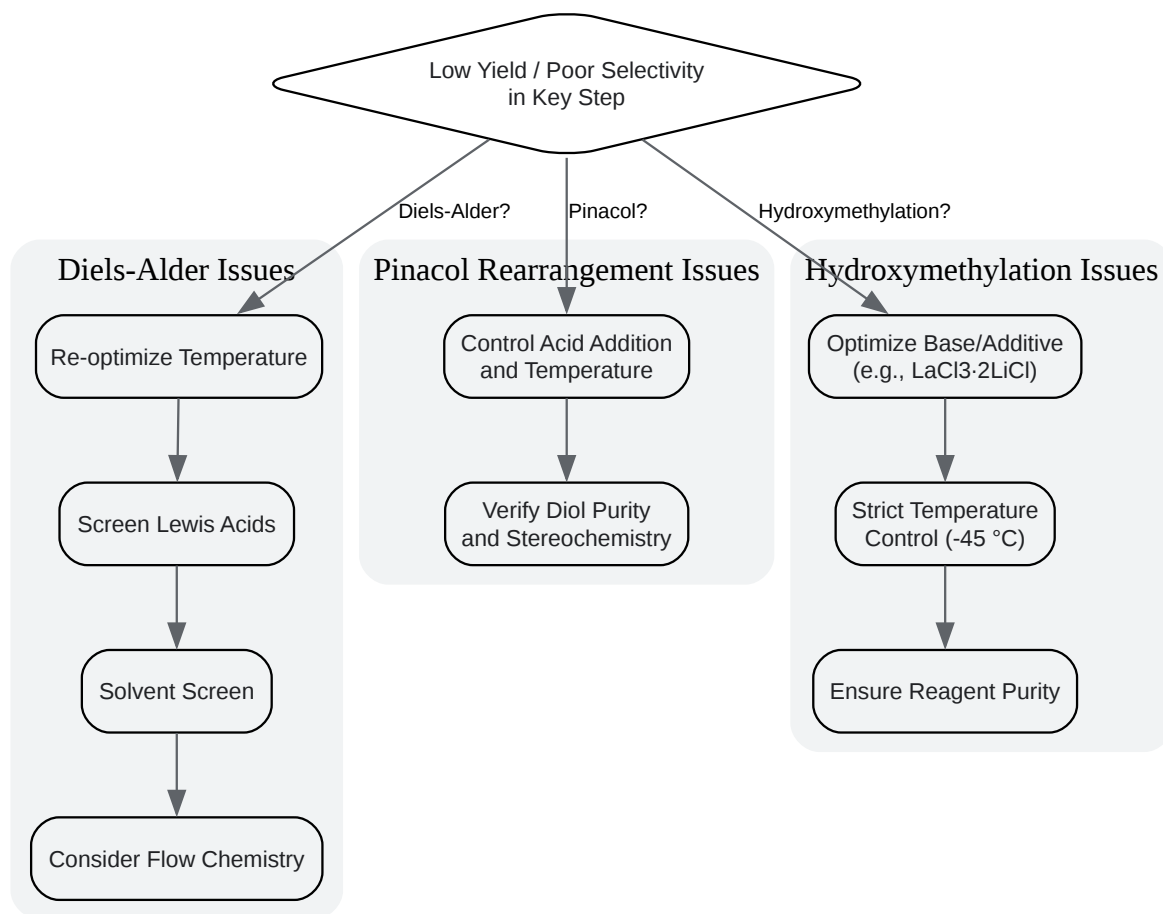 Low Yield / Poor Selectivity
in Key Step
Diels-Alder?
Pinacol?
Hydroxymethylation?
Diels-Alder Issues
Re-optimize Temperature
Screen Lewis Acids
Solvent Screen
Consider Flow Chemistry
Pinacol Rearrangement Issues
Control Acid Addition
and Temperature
Verify Diol Purity
and Stereochemistry
Hydroxymethylation Issues
Optimize Base/Additive
(e.g., LaCl3·2LiCl)
Strict Temperature
Control (-45 °C)
Ensure Reagent Purity